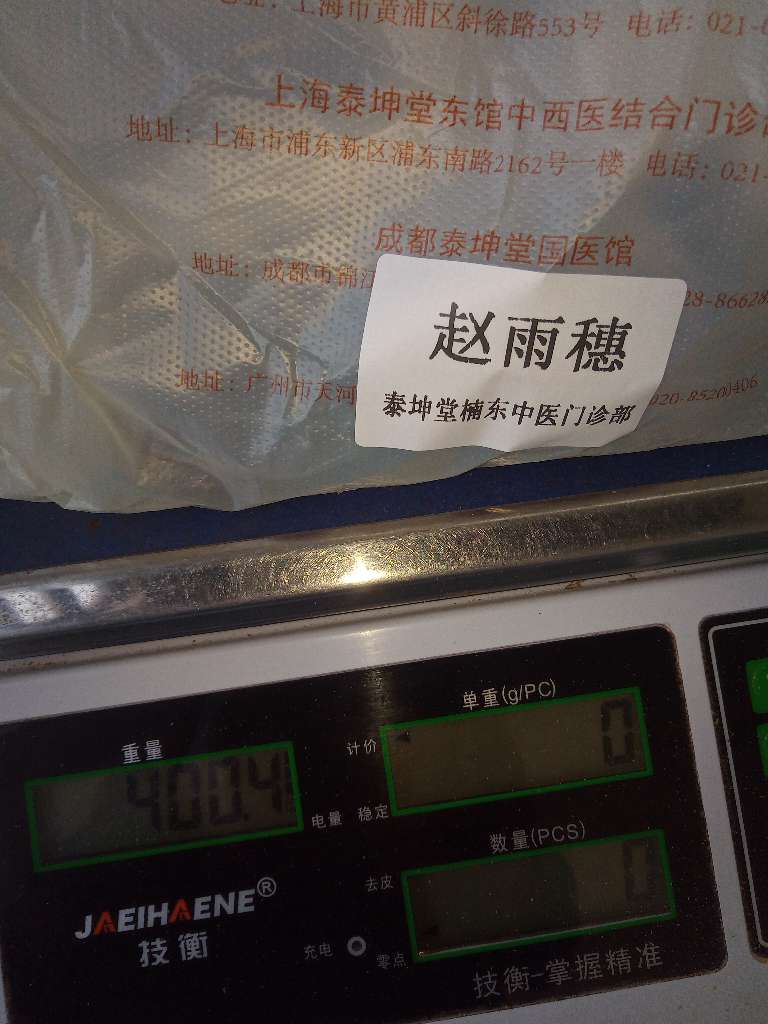 地址：上海市黄浦区斜徐路553号 电话：021-
上海泰坤堂东馆中西医结合门诊
地址：上海市浦东新区浦东南路2162号一楼 电话：021-
成都泰坤堂国医馆
地址：成都市锦江
28-8662
赵雨穗
泰坤堂楠东中医门诊部
地址：广州市天河
020-85200406
重量
400.4
计价
单重(g/PC)
0
电量 稳定
数量(PCS)
0
去皮
JAEIHAENE®
技衡
充电
零点
技衡-掌握精准